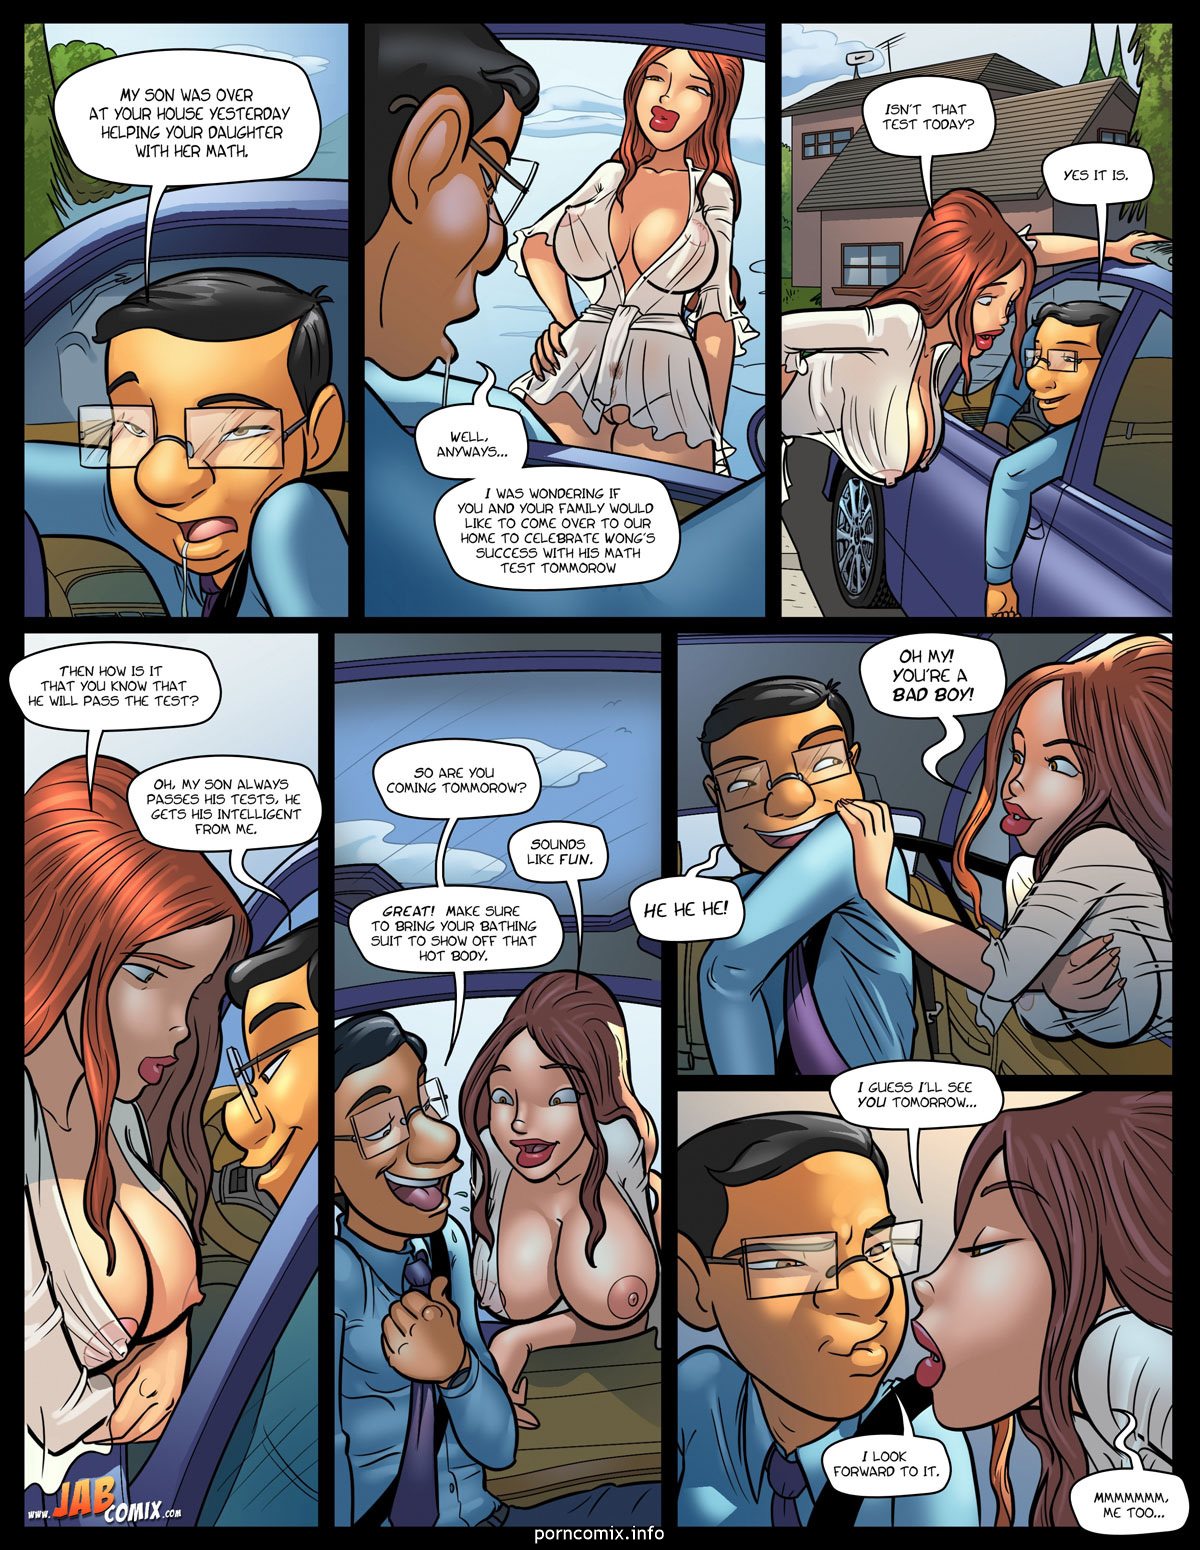 MY SON WAS OVER
AT YOUR HOUSE YESTERDAY
HELPING YOUR DAUGHTER
WITH HER MATH.
WELL,
ANYWAYS...
I WAS WONDERING IF
YOU AND YOUR FAMILY WOULD
LIKE TO COME OVER TO OUR
HOME TO CELEBRATE WONG'S
SUCCESS WITH HIS MATH
TEST TOMMOROW
ISN'T THAT
TEST TODAY?
YES IT IS.
THEN HOW IS IT
THAT YOU KNOW THAT
HE WILL PASS THE TEST?
OH, MY SON ALWAYS
PASSES HIS TESTS, HE
GETS HIS INTELLIGENT
FROM ME.
SO ARE YOU
COMING TOMMOROW?
SOUNDS
LIKE FUN.
GREAT! MAKE SURE
TO BRING YOUR BATHING
SUIT TO SHOW OFF THAT
HOT BODY.
OH MY!
YOU'RE A
BAD BOY!
HE HE HE!
I GUESS I'LL SEE
YOU TOMORROW...
I LOOK
FORWARD TO IT.
MMMMMMM,
ME TOO...
www.JABCOMIX.com
porncomix.info